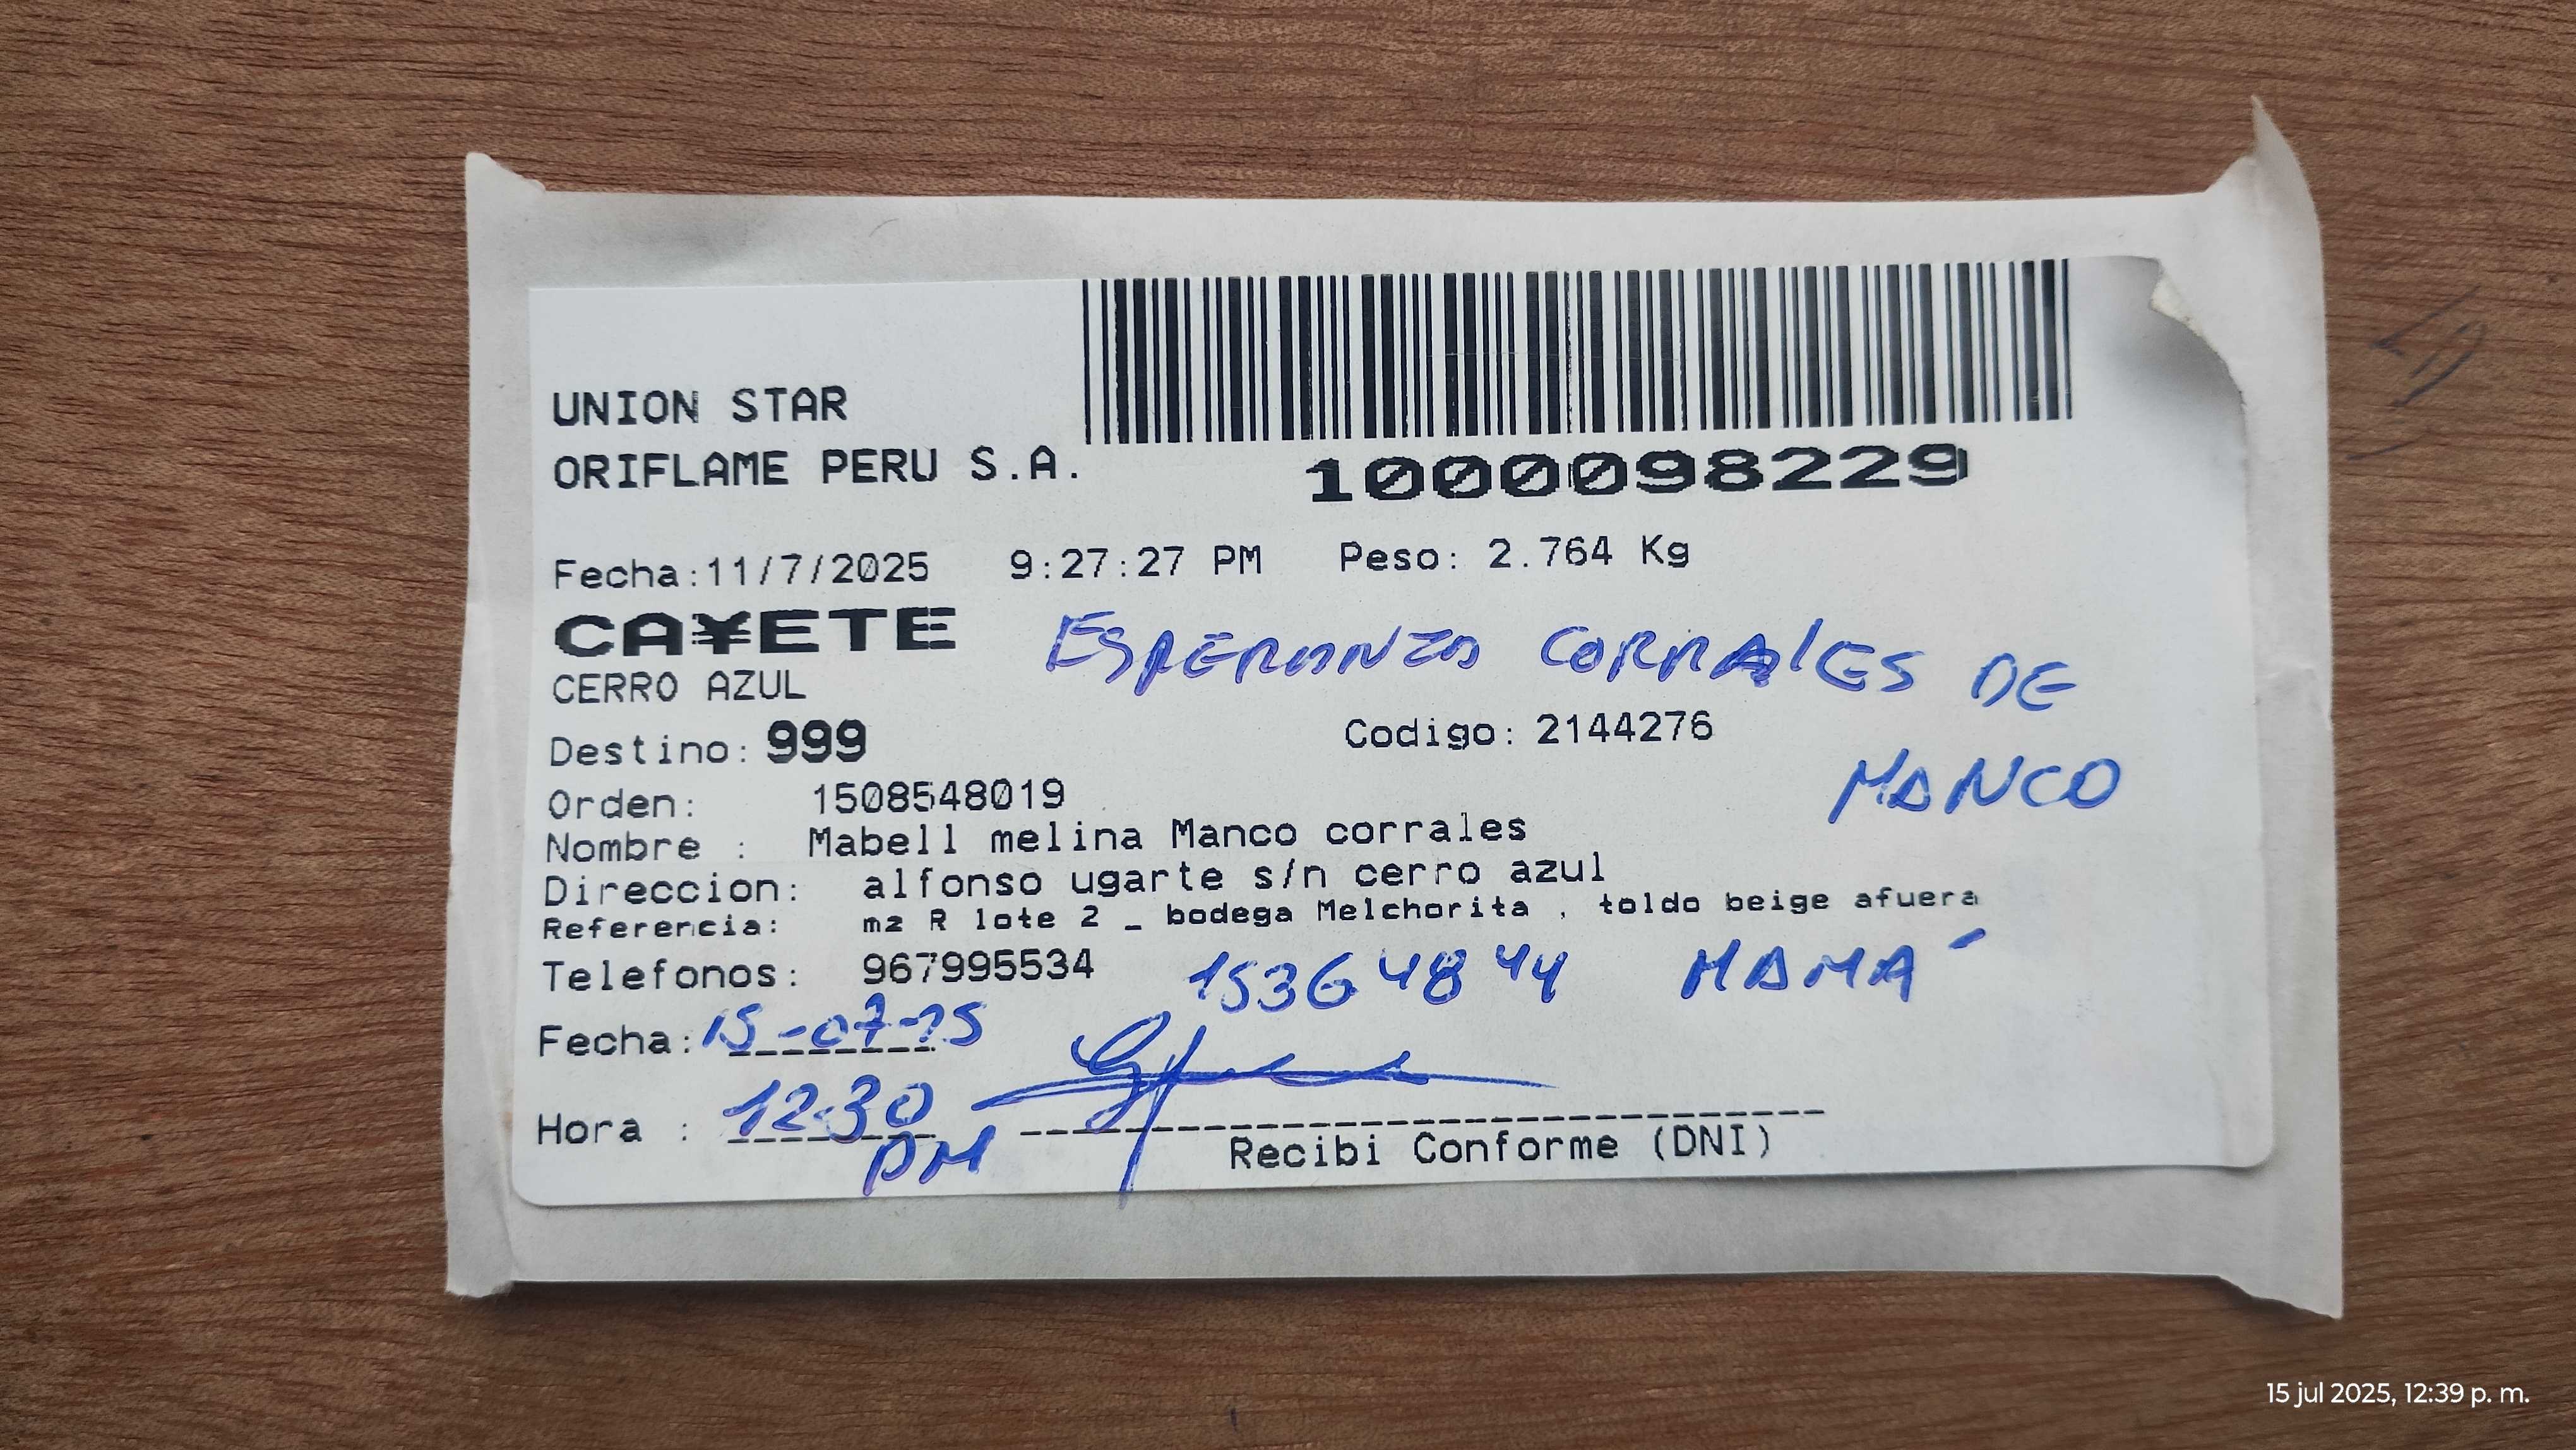 UNION STAR
ORIFLAME PERU S.A.
1000098229
Fecha:11/7/2025 9:27:27 PM Peso: 2.764 Kg
CA¥ETE
ESPERANZA CORRALES DE
CERRO AZUL
Destino: 999 Codigo: 2144276
MANCO
Orden: 1508548019
Nombre : Mabell melina Manco corrales
Direccion: alfonso ugarte s/n cerro azul
Referencia: mz R lote 2 _ bodega Melchorita , toldo beige afuera
Telefonos: 967995534 15364844 MAMÁ
Fecha: 15-07-25
Hora : 12:30
PM
Recibi Conforme (DNI)
15 jul 2025, 12:39 p. m.